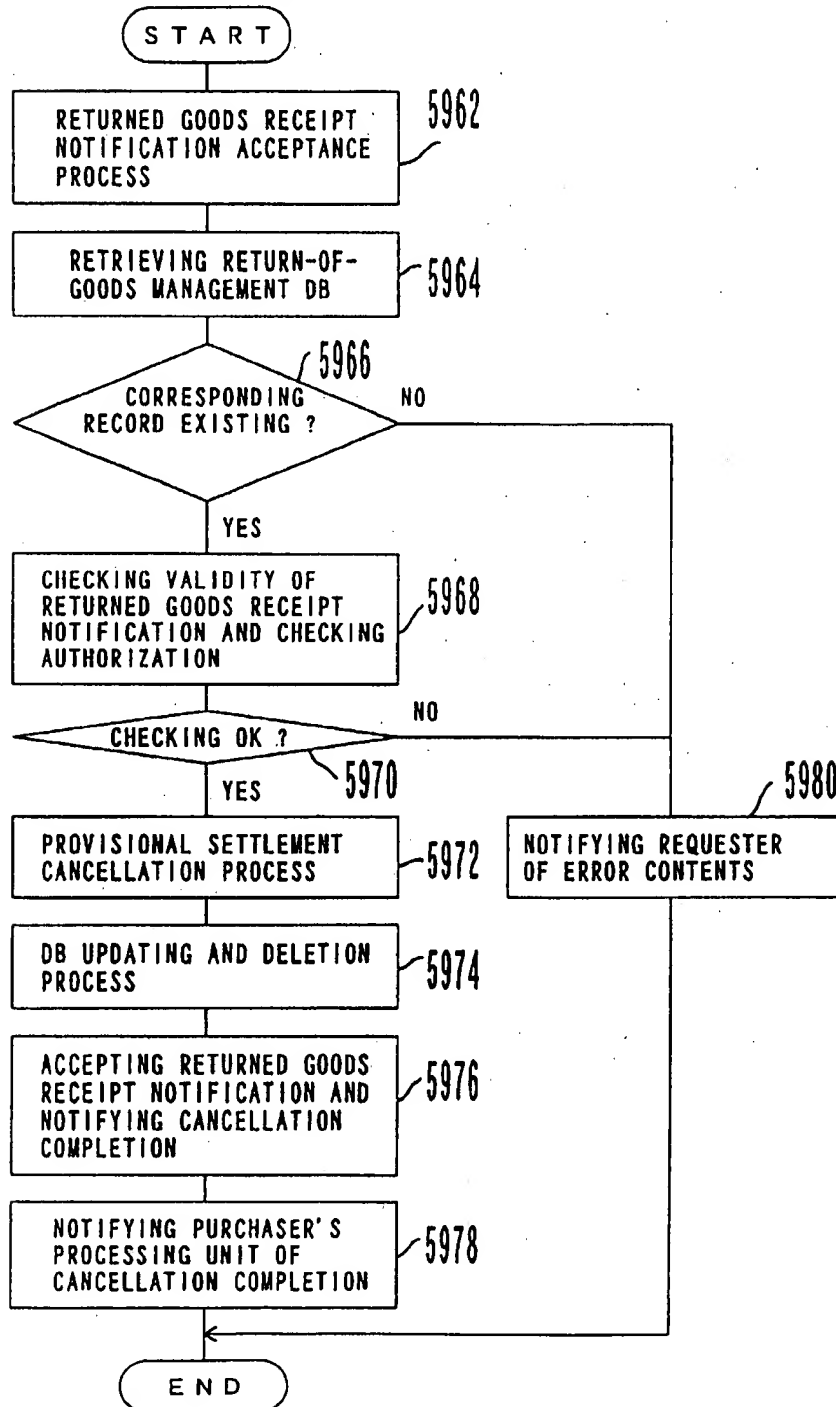 START
RETURNED GOODS RECEIPT
NOTIFICATION ACCEPTANCE
PROCESS
5962
RETRIEVING RETURN-OF-
GOODS MANAGEMENT DB
5964
5966
CORRESPONDING
RECORD EXISTING ?
NO
YES
CHECKING VALIDITY OF
RETURNED GOODS RECEIPT
NOTIFICATION AND CHECKING
AUTHORIZATION
5968
NO
CHECKING OK ?
5970
YES
5980
PROVISIONAL SETTLEMENT
CANCELLATION PROCESS
5972
NOTIFYING REQUESTER
OF ERROR CONTENTS
DB UPDATING AND DELETION
PROCESS
5974
ACCEPTING RETURNED GOODS
RECEIPT NOTIFICATION AND
NOTIFYING CANCELLATION
COMPLETION
5976
NOTIFYING PURCHASER'S
PROCESSING UNIT OF
CANCELLATION COMPLETION
5978
END